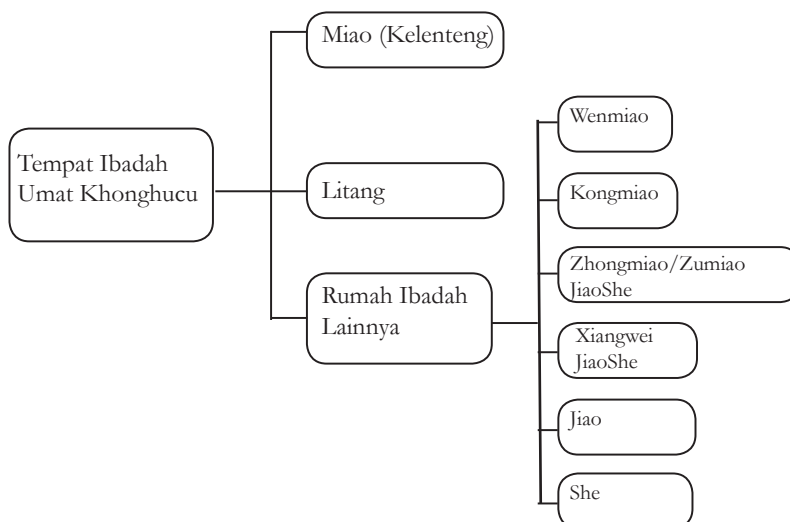 Miao (Kelenteng)
Tempat Ibadah
Umat Khonghucu
Litang
Rumah Ibadah
Lainnya
Wenmiao
Kongmiao
Zhongmiao/Zumiao
JiaoShe
Xiangwei
JiaoShe
Jiao
She